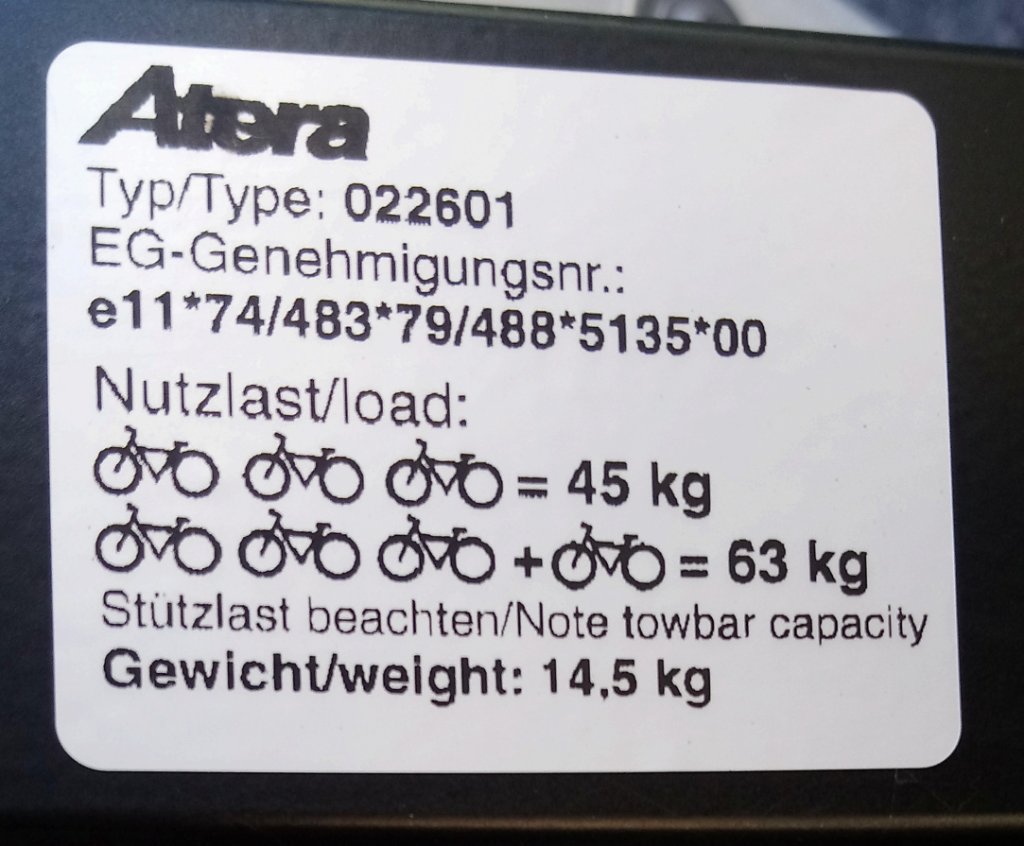 Atera
Typ/Type: 022601
EG-Genehmigungsnr.:
e11*74/483*79/488*5135*00
Nutzlast/load:
= 45 kg
+ = 63 kg
Stützlast beachten/Note towbar capacity
Gewicht/weight: 14,5 kg